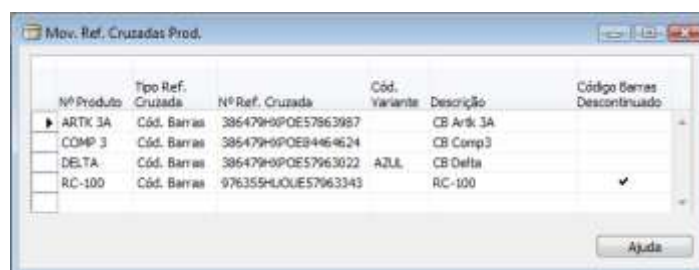 Mov. Ref. Cruzadas Prod.
Nº Produto Tipo Ref. Cruzada Nº Ref. Cruzada Cód. Variante Descrição Código Barras Descontinuado
ARTK 3A Cód. Barras 386479HXPOE57863987 CB Artk 3A
COMP 3 Cód. Barras 386479HXPOE84464624 CB Comp3
DELTA Cód. Barras 386479HXPOE57963022 AZUL CB Delta
RC-100 Cód. Barras 976355HUOUE57963343 RC-100 ✔
Ajuda